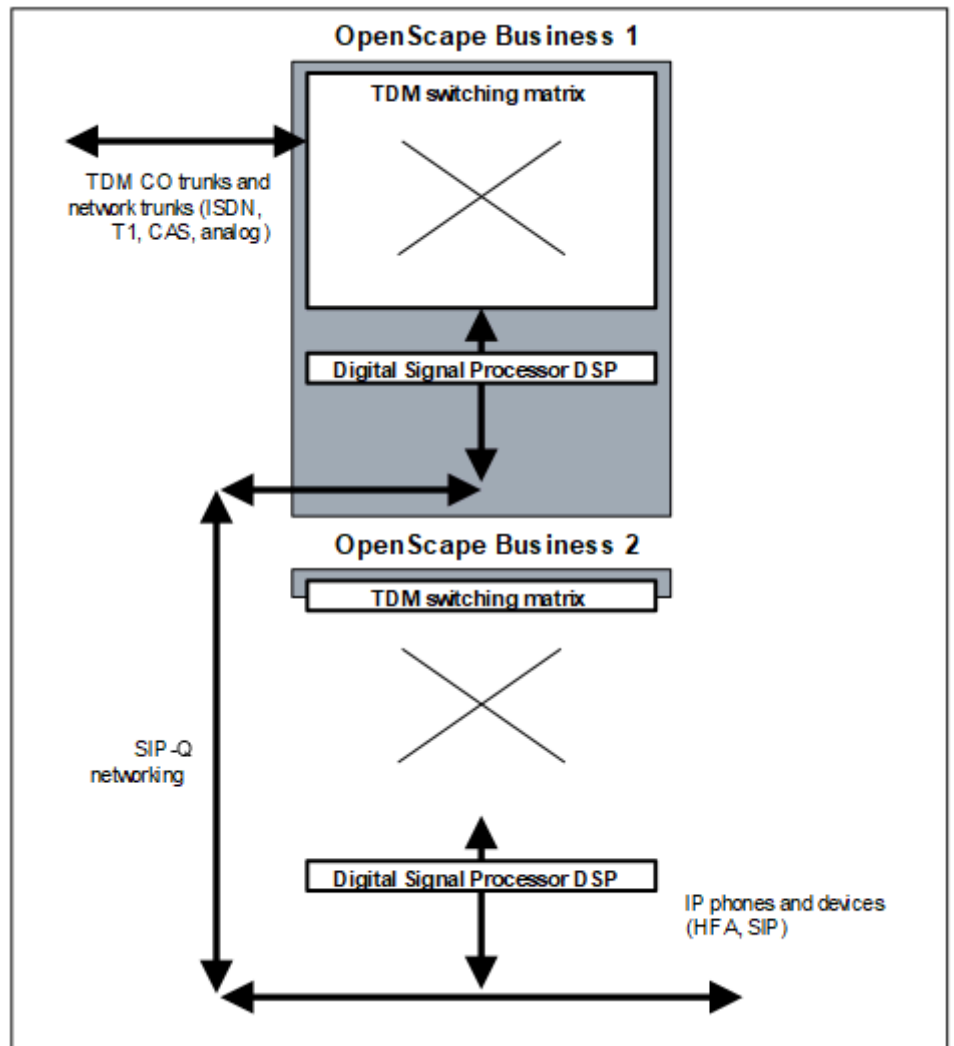 OpenScape Business 1
TDM switching matrix
TDM CO trunks and
network trunks (ISDN,
T1, CAS, analog)
Digital Signal Processor DSP
OpenScape Business 2
TDM switching matrix
SIP-Q
networking
Digital Signal Processor DSP
IP phones and devices
(HFA, SIP)